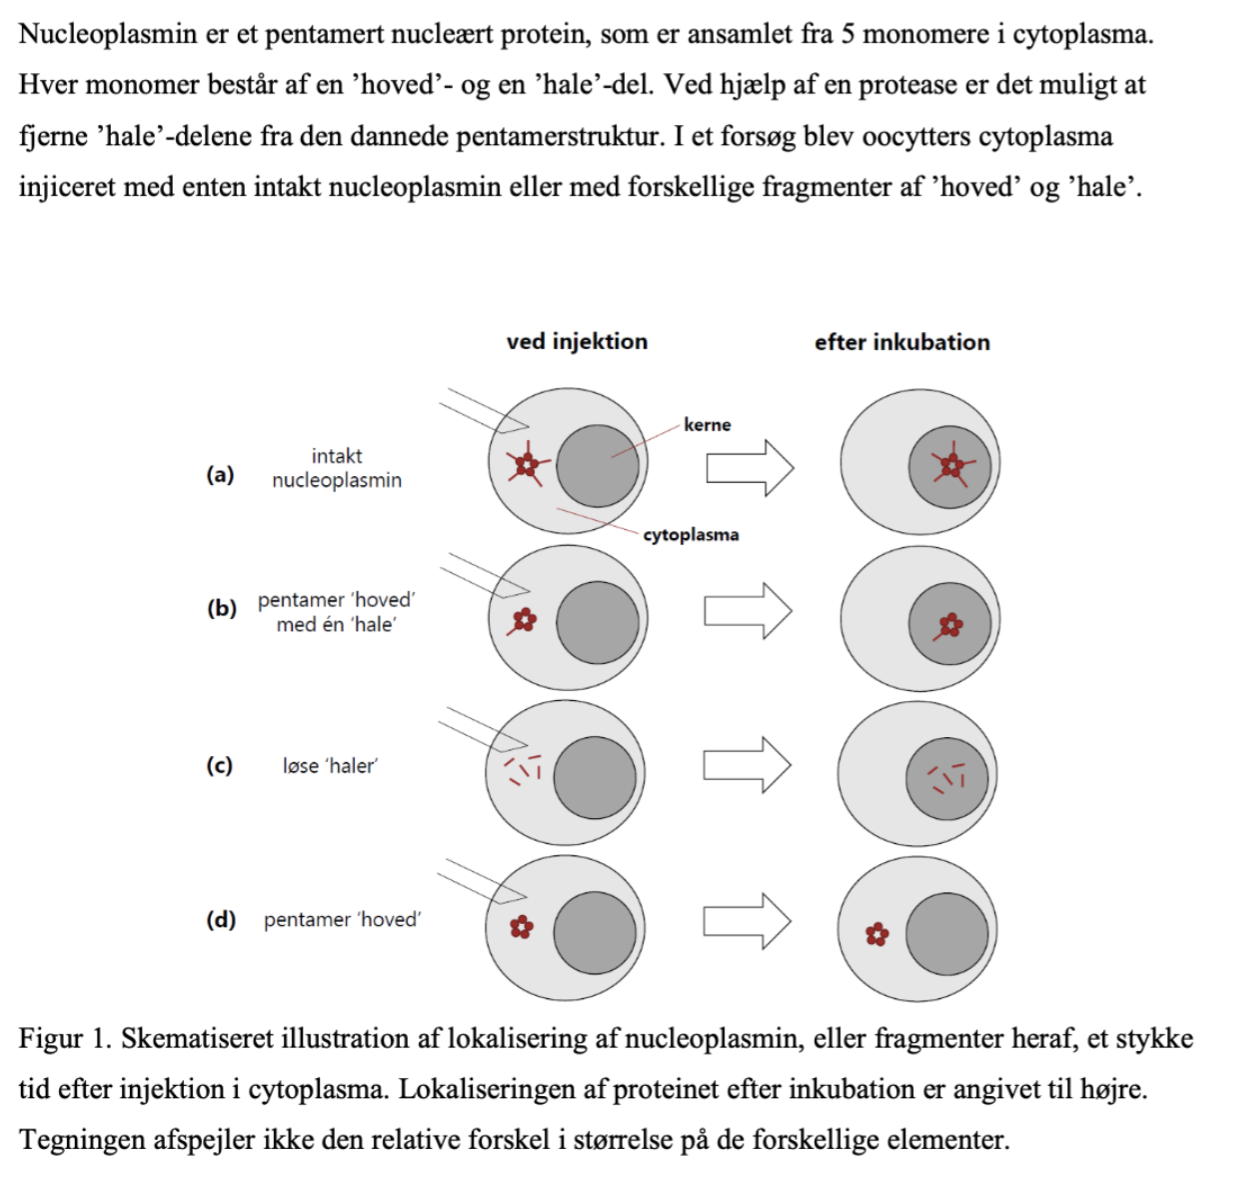 Nucleoplasmin er et pentamert nucleært protein, som er ansamlet fra 5 monomere i cytoplasma.
Hver monomer består af en ’hoved’- og en ’hale’-del. Ved hjælp af en protease er det muligt at
fjerne ’hale’-delene fra den dannede pentamerstruktur. I et forsøg blev oocytters cytoplasma
injiceret med enten intakt nucleoplasmin eller med forskellige fragmenter af ’hoved’ og ’hale’.
ved injektion
efter inkubation
kerne
(a)
intakt
nucleoplasmin
cytoplasma
(b)
pentamer ‘hoved’
med én ‘hale’
(c)
løse ‘haler’
(d)
pentamer ‘hoved’
Figur 1. Skematiseret illustration af lokalisering af nucleoplasmin, eller fragmenter heraf, et stykke
tid efter injektion i cytoplasma. Lokaliseringen af proteinet efter inkubation er angivet til højre.
Tegningen afspejler ikke den relative forskel i størrelse på de forskellige elementer.